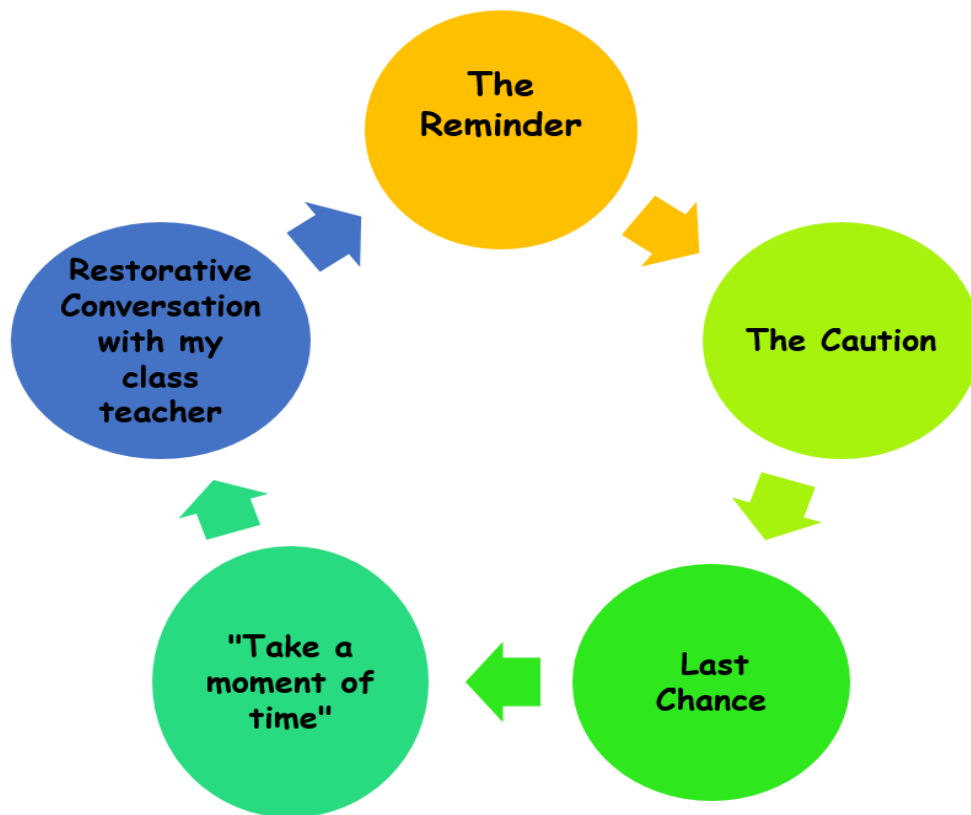 The
Reminder
The Caution
Last
Chance
"Take a
moment of
time"
Restorative
Conversation
with my
class
teacher